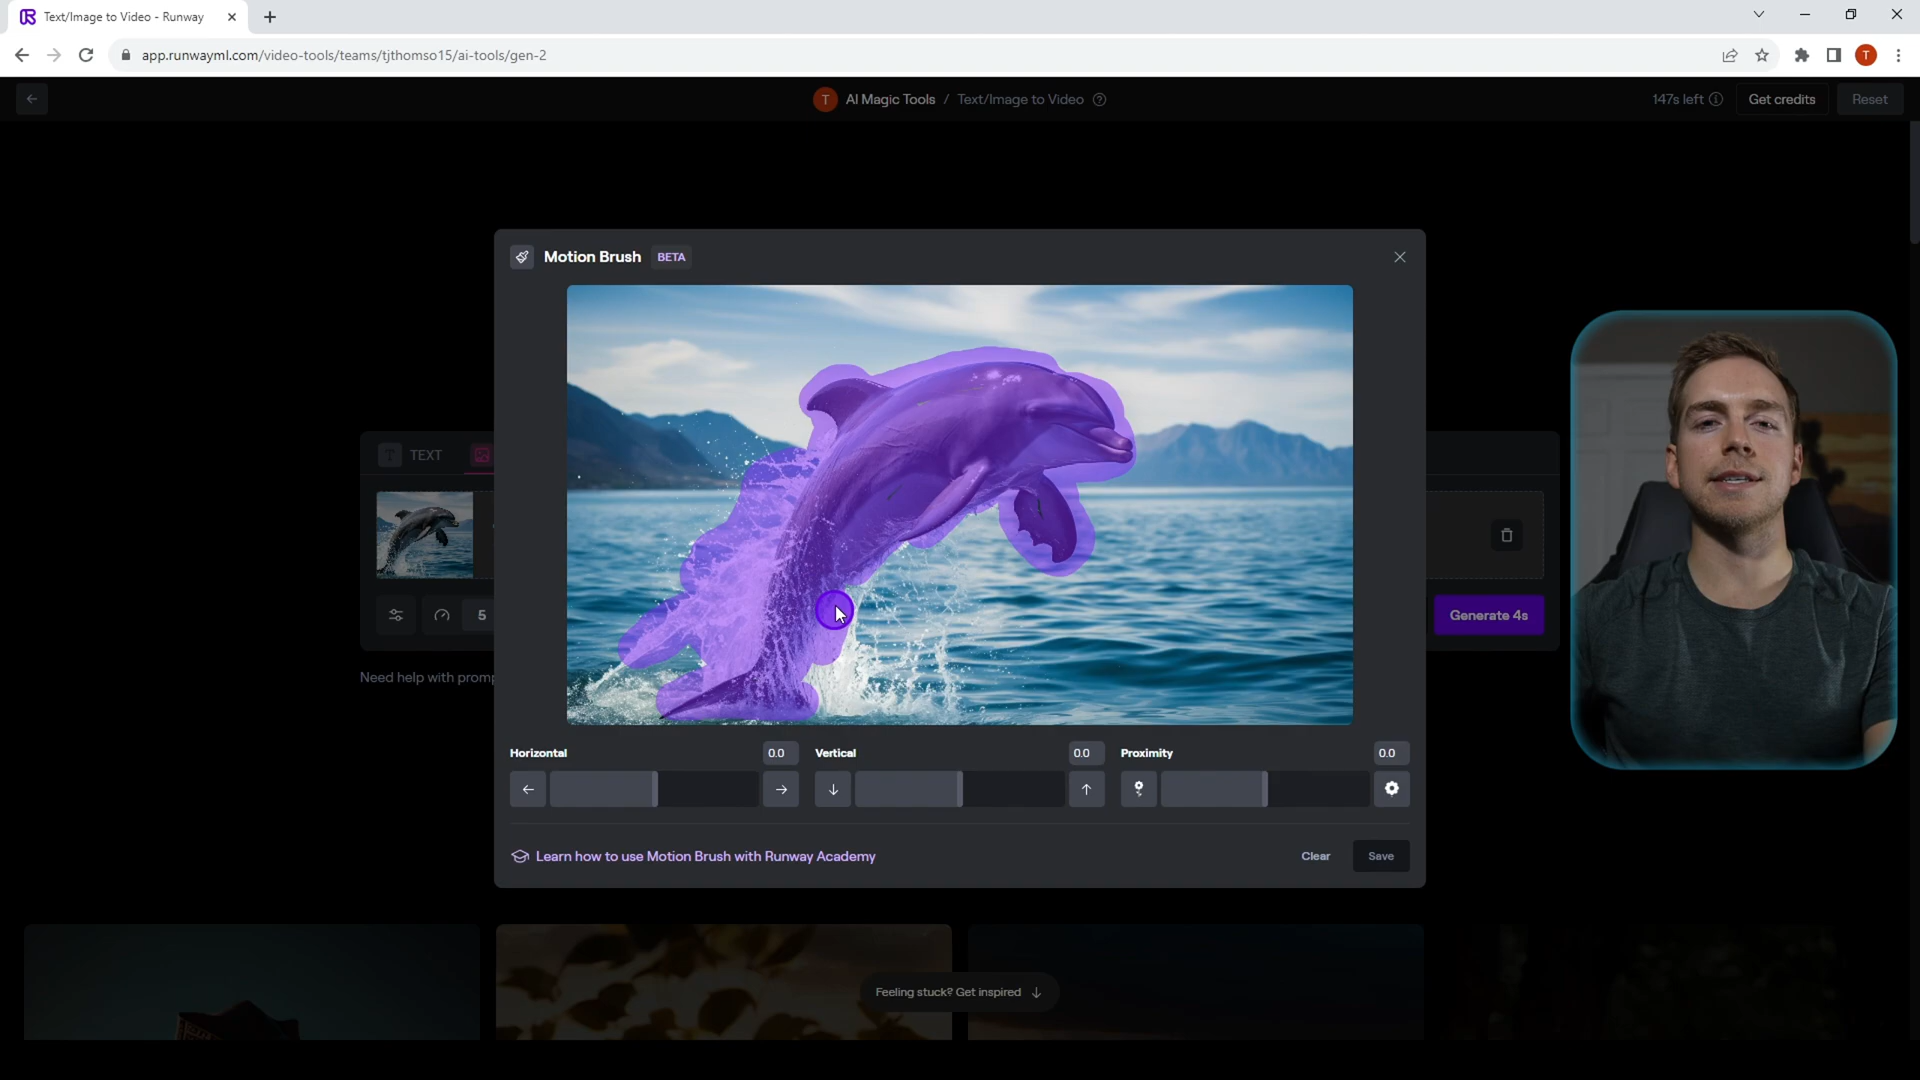 Text/Image to Video - Runway
app.runwayml.com/video-tools/teams/tjthomso15/ai-tools/gen-2
T
T AI Magic Tools / Text/Image to Video
147s left
Get credits
Reset
Motion Brush BETA
T TEXT
5
Generate 4s
Need help with promp
Horizontal 0.0 Vertical 0.0 Proximity 0.0
Learn how to use Motion Brush with Runway Academy
Clear
Save
Feeling stuck? Get inspired